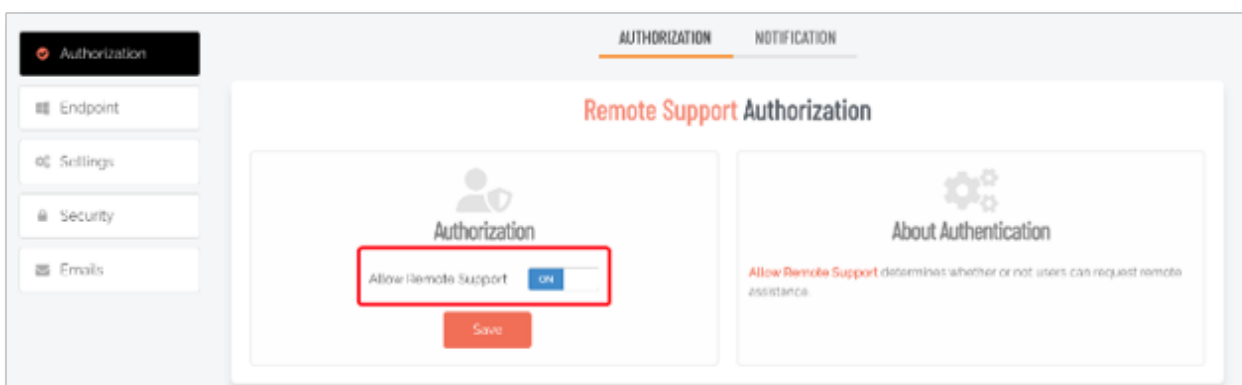 AUTHORIZATION NOTIFICATION
Authorization
Endpoint
Settings
Security
Emails
Remote Support Authorization
Authorization
Allow Remote Support ON
Save
About Authentication
Allow Remote Support determines whether or not users can request remote
assistance.